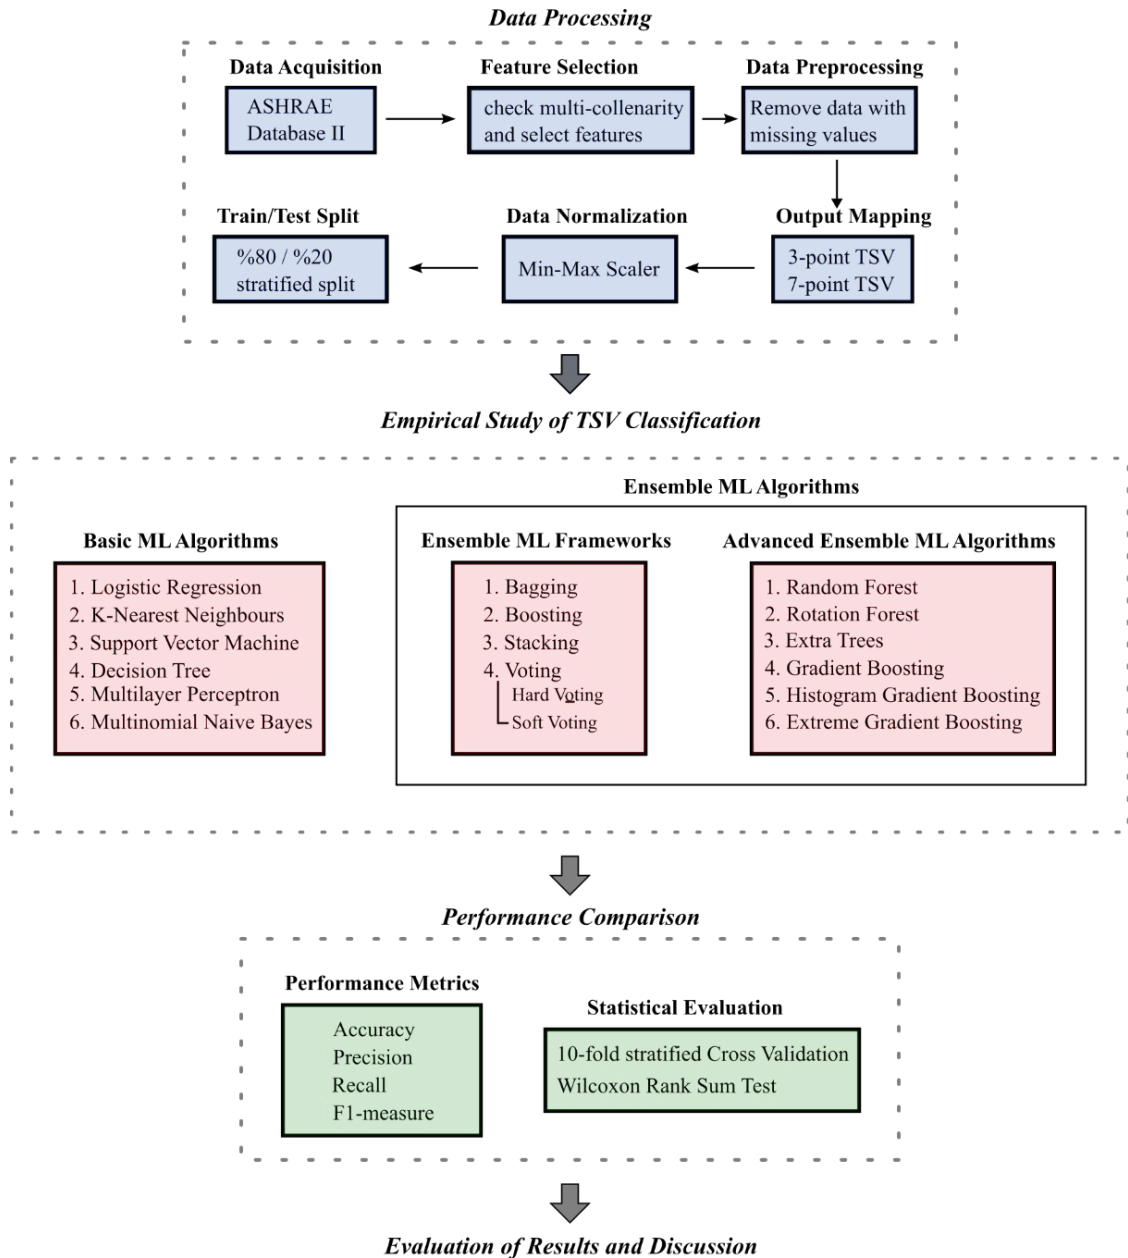 Data Processing
Data Acquisition
Feature Selection
Data Preprocessing
ASHRAE
Database II
check multi-collenarity
and select features
Remove data with
missing values
Train/Test Split
Data Normalization
Output Mapping
%80 / %20
stratified split
Min-Max Scaler
3-point TSV
7-point TSV
Empirical Study of TSV Classification
Ensemble ML Algorithms
Basic ML Algorithms
1. Logistic Regression
2. K-Nearest Neighbours
3. Support Vector Machine
4. Decision Tree
5. Multilayer Perceptron
6. Multinomial Naive Bayes
Ensemble ML Frameworks
1. Bagging
2. Boosting
3. Stacking
4. Voting
Hard Voting
Soft Voting
Advanced Ensemble ML Algorithms
1. Random Forest
2. Rotation Forest
3. Extra Trees
4. Gradient Boosting
5. Histogram Gradient Boosting
6. Extreme Gradient Boosting
Performance Comparison
Performance Metrics
Accuracy
Precision
Recall
F1-measure
Statistical Evaluation
10-fold stratified Cross Validation
Wilcoxon Rank Sum Test
Evaluation of Results and Discussion